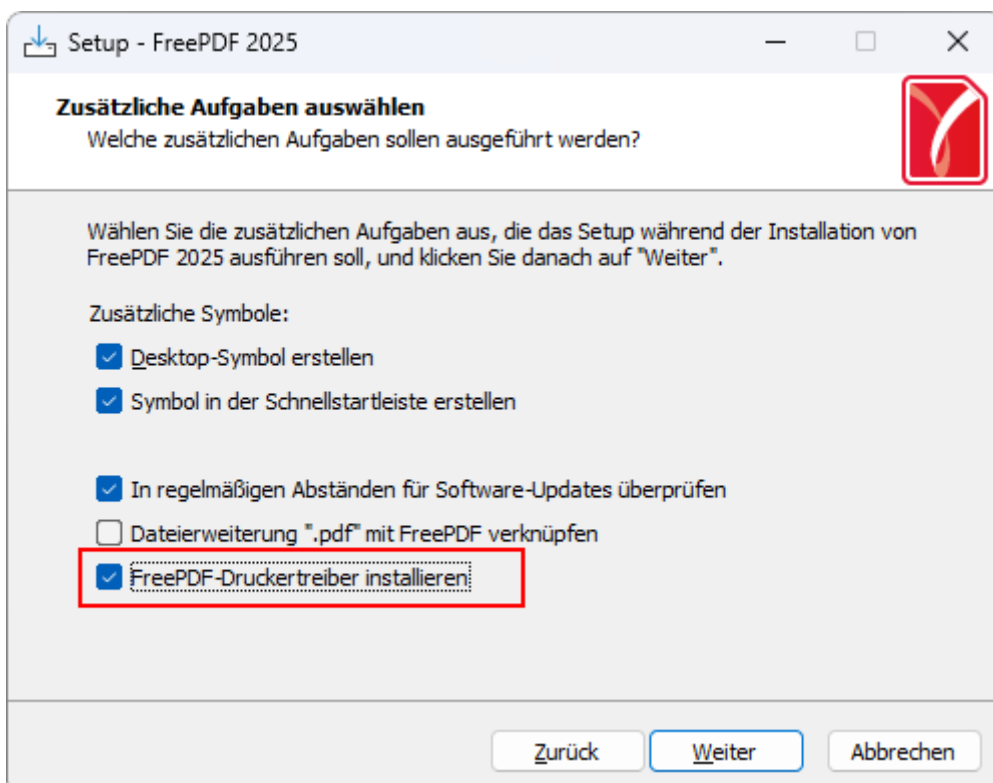 Setup - FreePDF 2025
Zusätzliche Aufgaben auswählen
Welche zusätzlichen Aufgaben sollen ausgeführt werden?
Wählen Sie die zusätzlichen Aufgaben aus, die das Setup während der Installation von
FreePDF 2025 ausführen soll, und klicken Sie danach auf "Weiter".
Zusätzliche Symbole:
Desktop-Symbol erstellen
Symbol in der Schnellstartleiste erstellen
In regelmäßigen Abständen für Software-Updates überprüfen
Dateierweiterung ".pdf" mit FreePDF verknüpfen
FreePDF-Druckertreiber installieren
Zurück Weiter Abbrechen